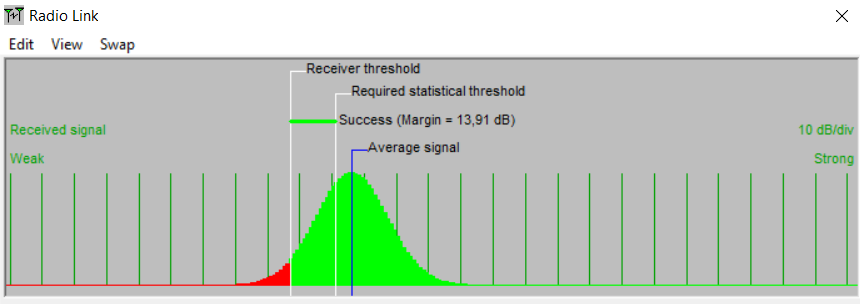 Radio Link
Edit View Swap
Receiver threshold
Required statistical threshold
Success (Margin = 13,91 dB)
Received signal
10 dB/div
Average signal
Weak
Strong